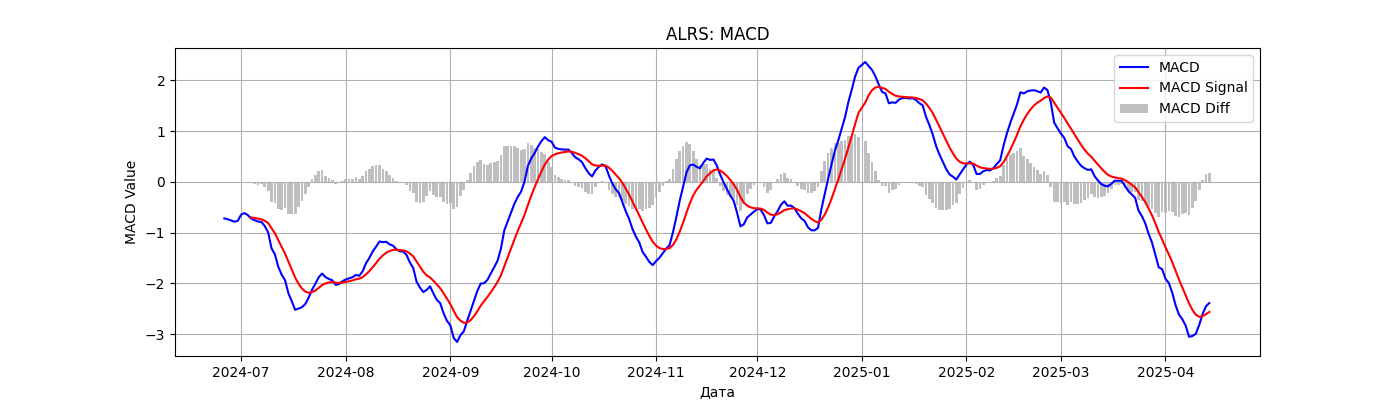 ALRS: MACD
MACD
MACD Signal
MACD Diff
MACD Value
2
1
0
−1
−2
−3
2024-07
2024-08
2024-09
2024-10
2024-11
2024-12
2025-01
2025-02
2025-03
2025-04
Дата